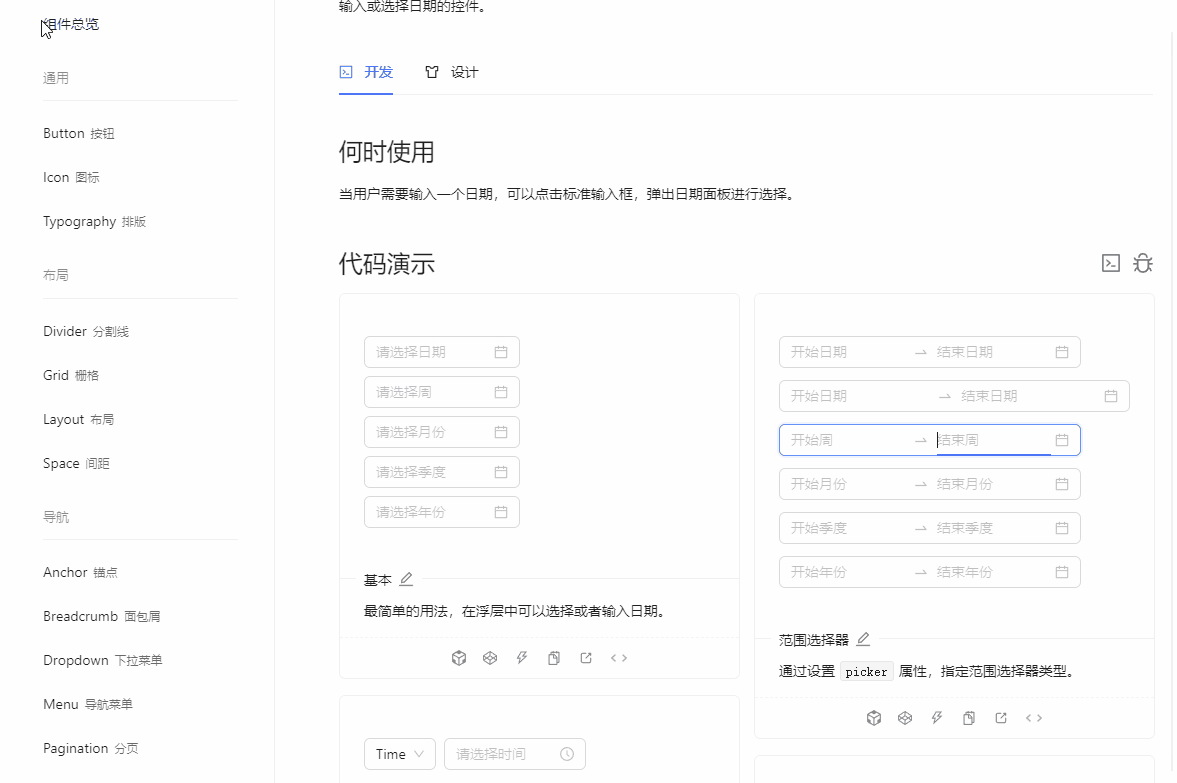 组件总览
通用
Button 按钮
Icon 图标
Typography 排版
布局
Divider 分割线
Grid 栅格
Layout 布局
Space 间距
导航
Anchor 锚点
Breadcrumb 面包屑
Dropdown 下拉菜单
Menu 导航菜单
Pagination 分页
输入或选择日期的控件。
开发 设计
何时使用
当用户需要输入一个日期，可以点击标准输入框，弹出日期面板进行选择。
代码演示
请选择日期
请选择周
请选择月份
请选择季度
请选择年份
基本
最简单的用法，在浮层中可以选择或者输入日期。
Time 请选择时间
开始日期 结束日期
开始日期 结束日期
开始周 结束周
开始月份 结束月份
开始季度 结束季度
开始年份 结束年份
范围选择器
通过设置 picker 属性，指定范围选择器类型。